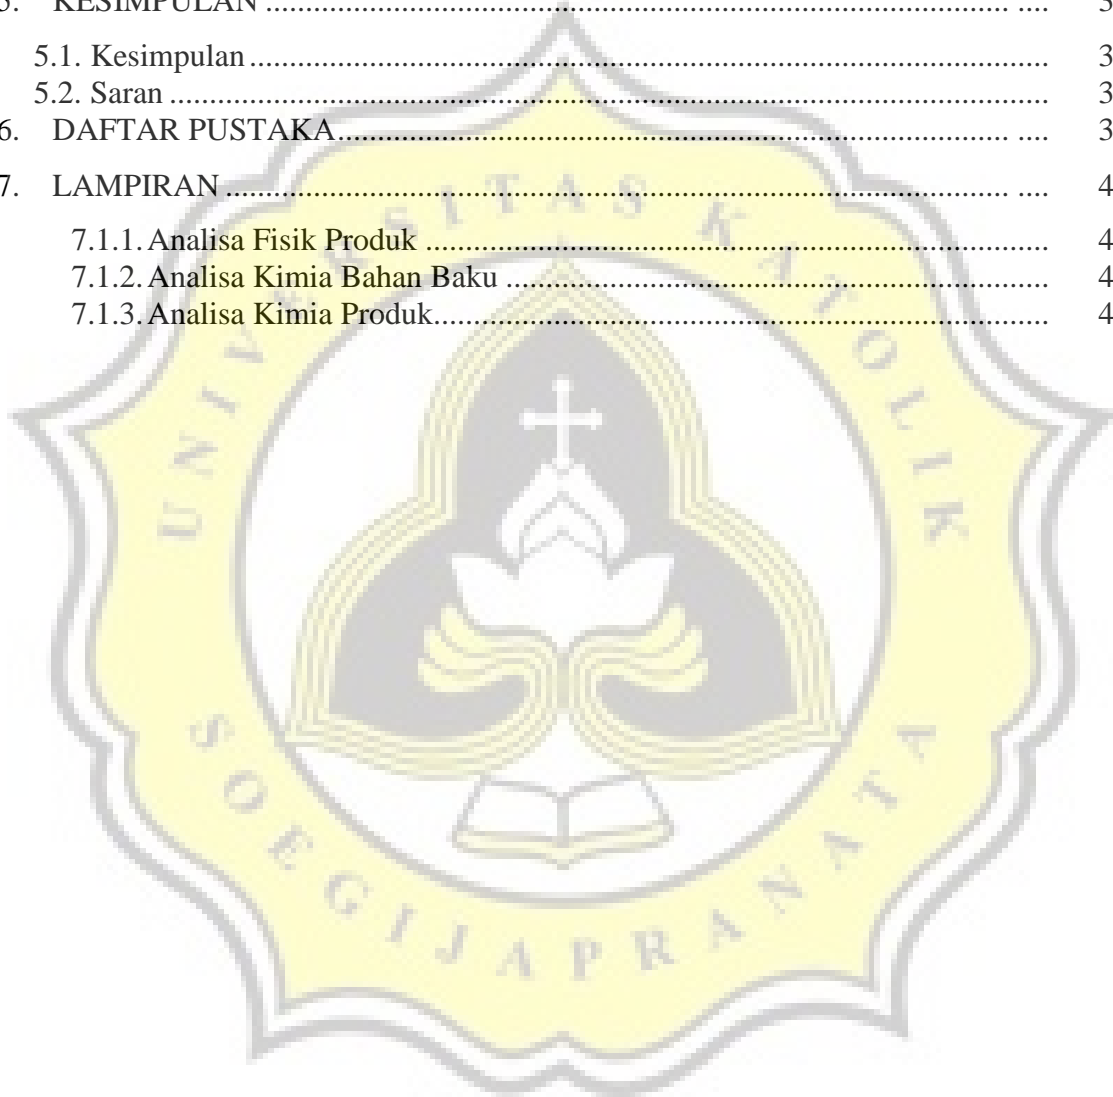 5. KESIMPULAN ........................................................................................ .... 3
5.1. Kesimpulan ........................................................................................ 3
5.2. Saran ........................................................................................ 3
6. DAFTAR PUSTAKA ........................................................................................ .... 3
7. LAMPIRAN ........................................................................................ .... 4
7.1.1. Analisa Fisik Produk ........................................................................................ 4
7.1.2. Analisa Kimia Bahan Baku ........................................................................................ 4
7.1.3. Analisa Kimia Produk ........................................................................................ 4
UNIVERSITAS KATOLIK
SOEGIJAPRANATA